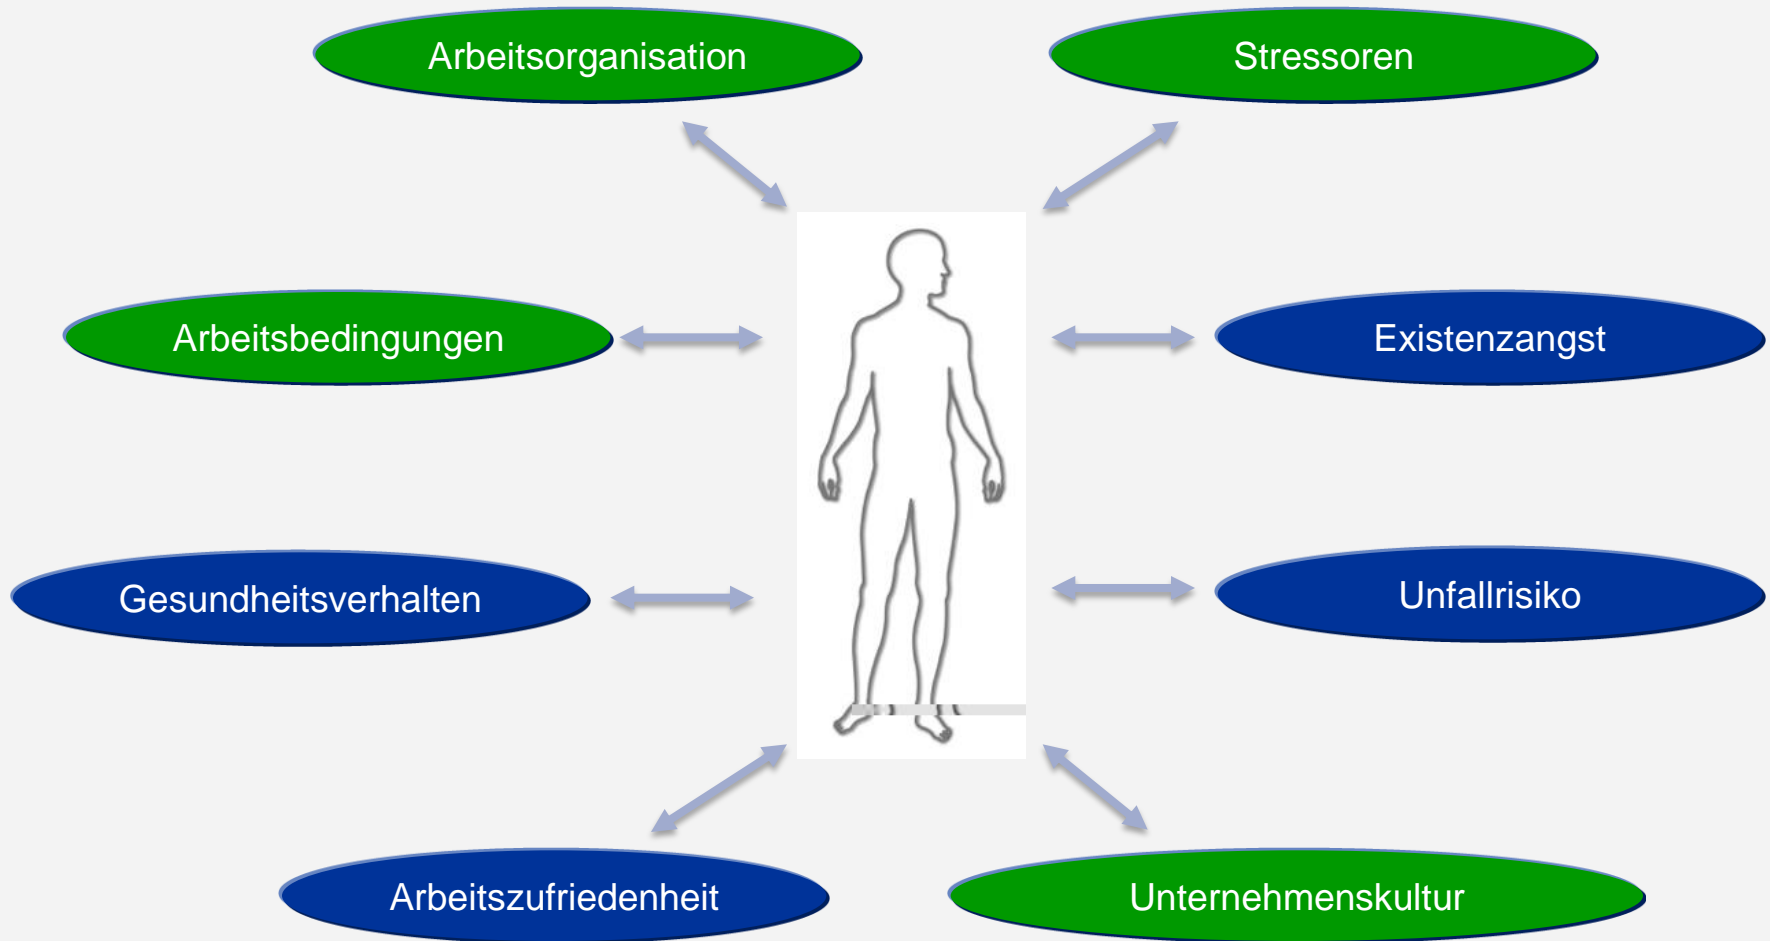 Arbeitsorganisation
Stressoren
Arbeitsbedingungen
Existenzangst
Gesundheitsverhalten
Unfallrisiko
Arbeitszufriedenheit
Unternehmenskultur